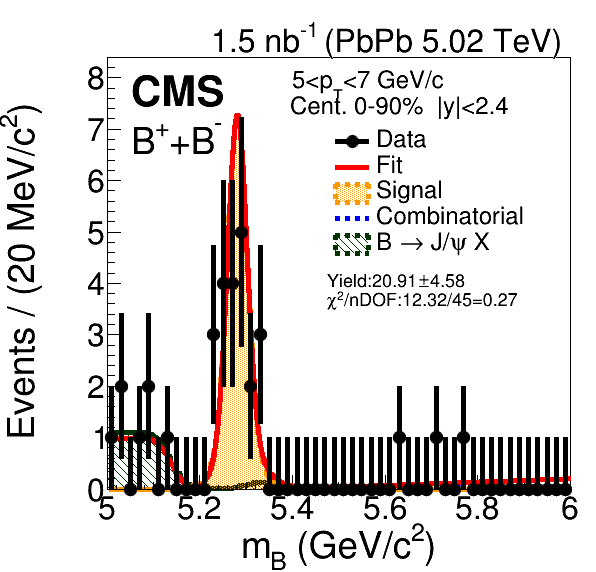 1.5 nb⁻¹ (PbPb 5.02 TeV)
CMS
B⁺+B⁻
5<p_T<7 GeV/c
Cent. 0-90% |y|<2.4
Data
Fit
Signal
Combinatorial
B → J/ψ X
Yield:20.91±4.58
χ²/nDOF:12.32/45=0.27
Events / (20 MeV/c²)
8
7
6
5
4
3
2
1
0
5 5.2 5.4 5.6 5.8 6
m_B (GeV/c²)